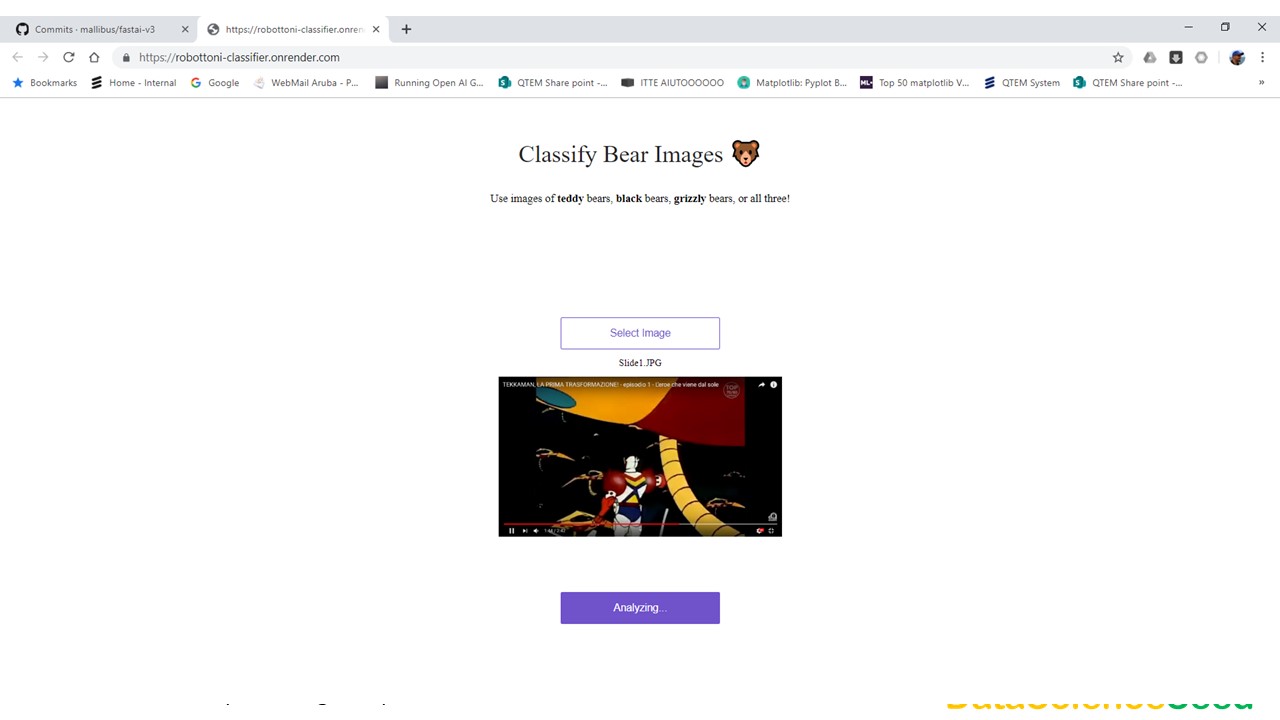 Commits · mallibus/fastai-v3
https://robottoni-classifier.onren
https://robottoni-classifier.onrender.com
Bookmarks
Home - Internal
Google
WebMail Aruba - P...
Running Open AI G...
QTEM Share point -...
ITTE AIUTOOOOOO
Matplotlib: Pyplot B...
ML+
Top 50 matplotlib V...
QTEM System
QTEM Share point -...
»
Classify Bear Images
Use images of teddy bears, black bears, grizzly bears, or all three!
Select Image
Slide1.JPG
TEKKAMAN, LA PRIMA TRASFORMAZIONE! - episodio 1 - L'eroe che viene dal sole
Analyzing...